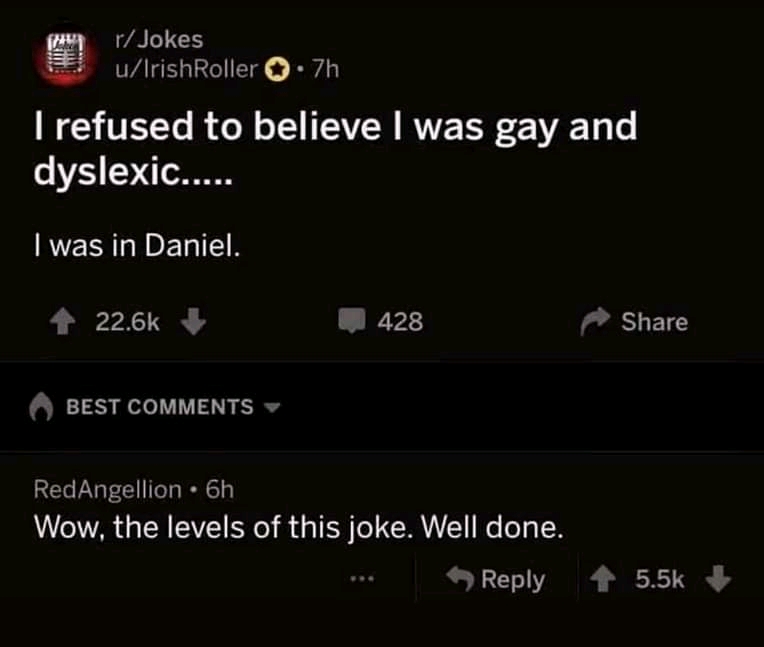 r/Jokes
u/IrishRoller • 7h
I refused to believe I was gay and
dyslexic.....
I was in Daniel.
22.6k
428
Share
BEST COMMENTS
RedAngellion • 6h
Wow, the levels of this joke. Well done.
... Reply 5.5k